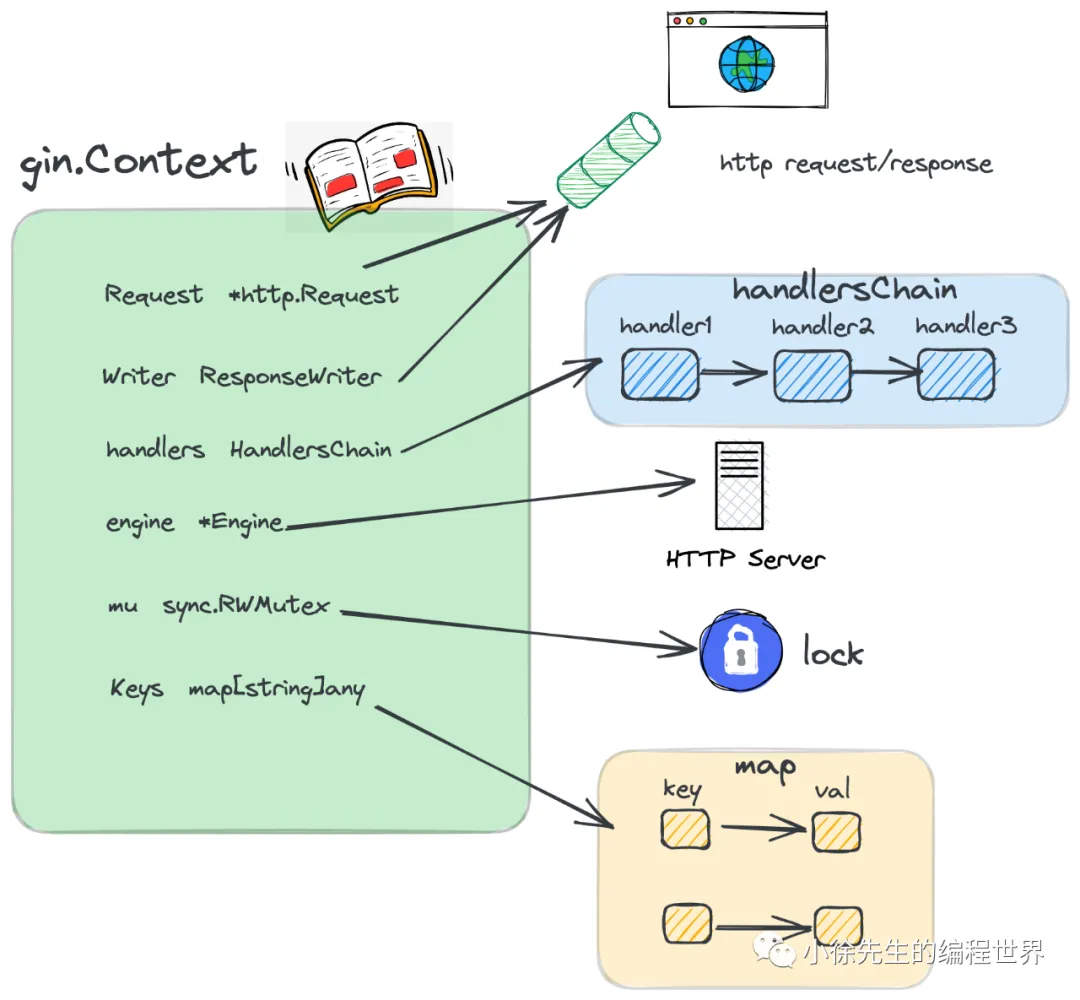 gin.Context
http request/response
Request *http.Request
Writer ResponseWriter
handlers HandlersChain
engine *Engine
mu sync.RWMutex
Keys map[string]any
handlersChain
handler1 handler2 handler3
HTTP Server
lock
map
key val
小徐先生的编程世界